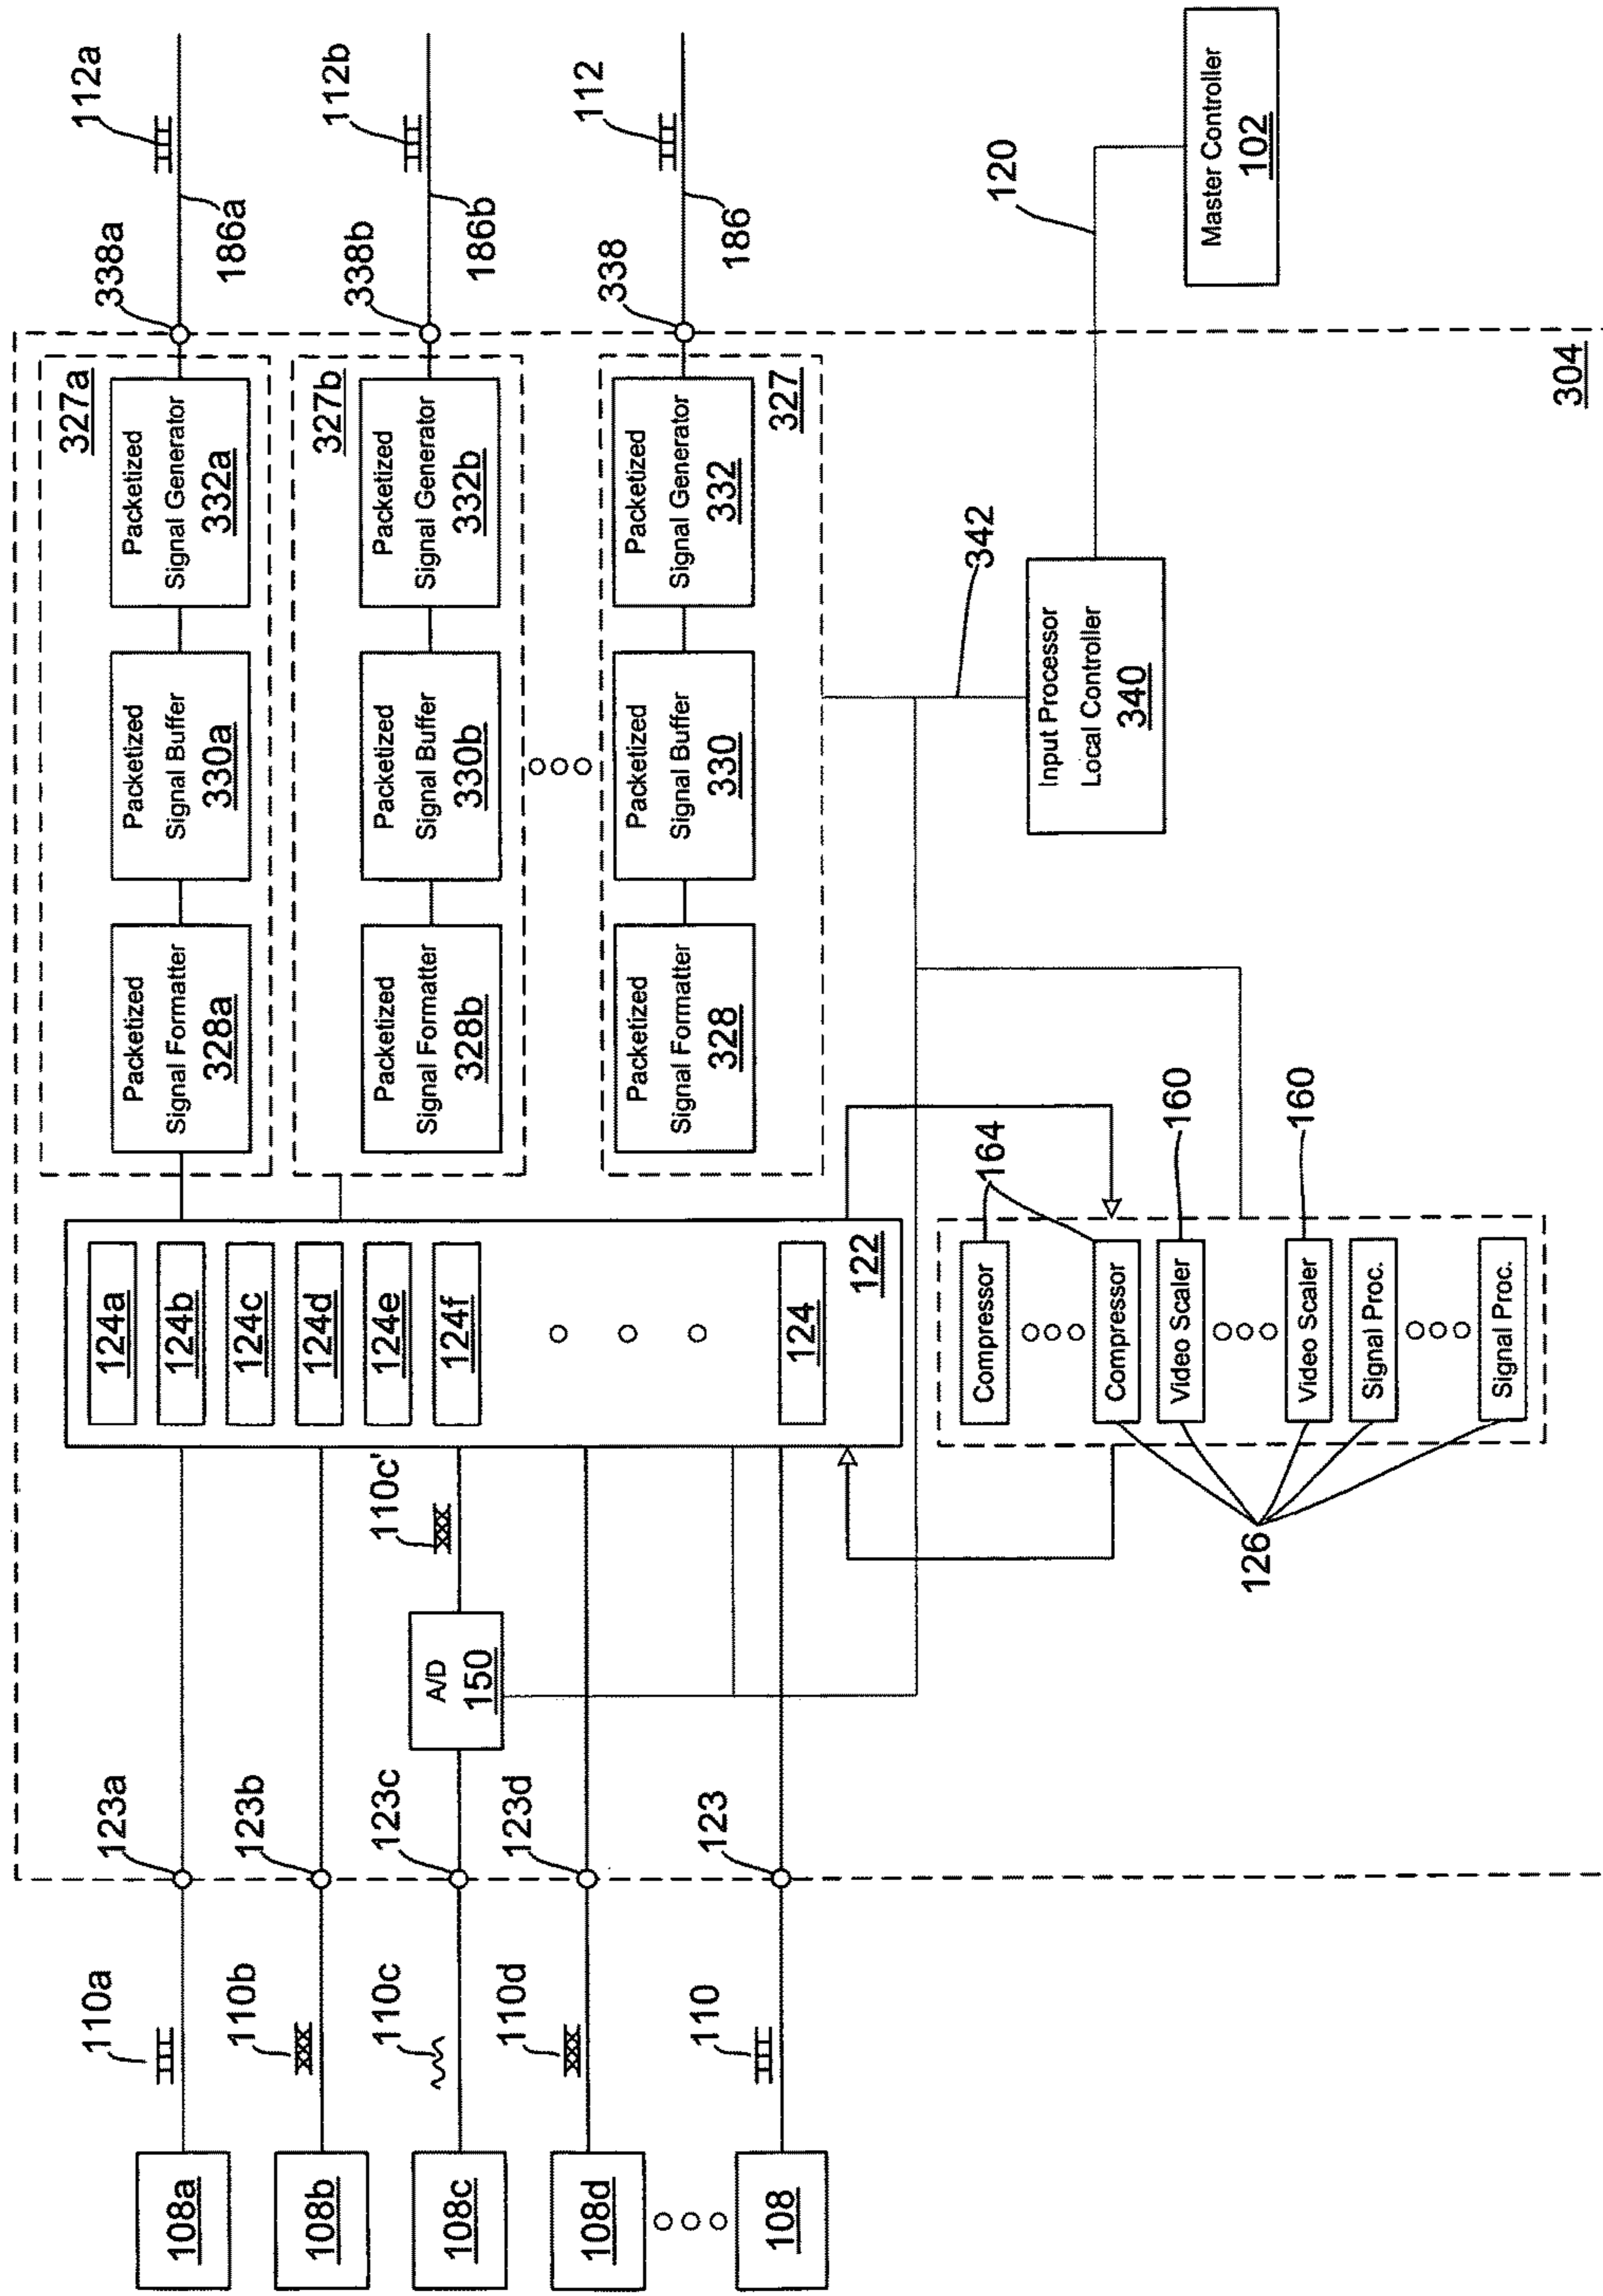 108a
108b
108c
108d
108
110a
110b
110c
110d
110
123a
123b
123c
123d
123
A/D
150
110c'
124a
124b
124c
124d
124e
124f
124
122
327a
Packetized
Signal Formatter
328a
Packetized
Signal Buffer
330a
Packetized
Signal Generator
332a
327b
Packetized
Signal Formatter
328b
Packetized
Signal Buffer
330b
Packetized
Signal Generator
332b
327
Packetized
Signal Formatter
328
Packetized
Signal Buffer
330
Packetized
Signal Generator
332
338a
338b
338
112a
186a
112b
186b
112
186
Compressor
164
Compressor
Video Scaler
160
Video Scaler
160
Signal Proc.
Signal Proc.
126
342
Input Processor
Local Controller
340
120
Master Controller
102
304